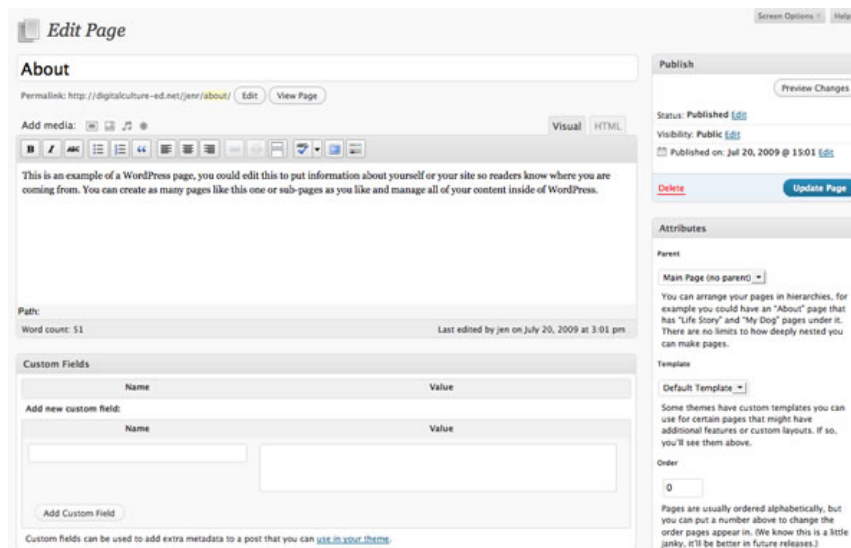 Screen Options
Help
Edit Page
About
Permalink: http://digitalculture-ed.net/jenr/about/ Edit View Page
Add media:
Visual HTML
B I ABC
This is an example of a WordPress page, you could edit this to put information about yourself or your site so readers know where you are
coming from. You can create as many pages like this one or sub-pages as you like and manage all of your content inside of WordPress.
Path:
Word count: 51 Last edited by jen on July 20, 2009 at 3:01 pm
Custom Fields
Name Value
Add new custom field:
Name Value
Add Custom Field
Custom fields can be used to add extra metadata to a post that you can use in your theme.
Publish
Preview Changes
Status: Published Edit
Visibility: Public Edit
Published on: Jul 20, 2009 @ 15:01 Edit
Delete Update Page
Attributes
Parent
Main Page (no parent)
You can arrange your pages in hierarchies, for
example you could have an "About" page that
has "Life Story" and "My Dog" pages under it.
There are no limits to how deeply nested you
can make pages.
Template
Default Template
Some themes have custom templates you can
use for certain pages that might have
additional features or custom layouts. If so,
you'll see them above.
Order
0
Pages are usually ordered alphabetically, but
you can put a number above to change the
order pages appear in. (We know this is a little
janky, it'll be better in future releases.)